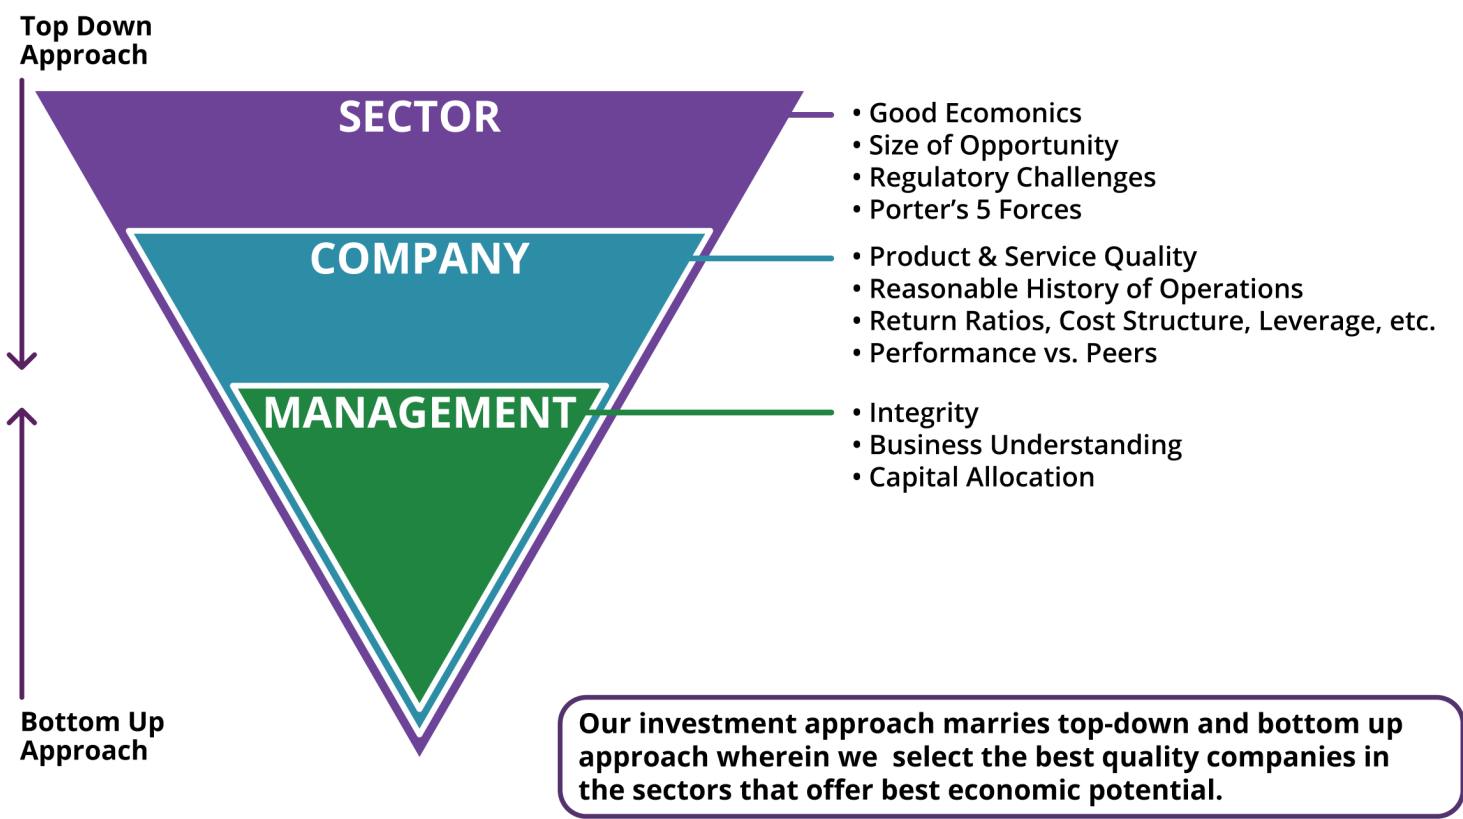 Top Down
Approach
SECTOR
• Good Ecomonics
• Size of Opportunity
• Regulatory Challenges
• Porter’s 5 Forces
COMPANY
• Product & Service Quality
• Reasonable History of Operations
• Return Ratios, Cost Structure, Leverage, etc.
• Performance vs. Peers
MANAGEMENT
• Integrity
• Business Understanding
• Capital Allocation
Bottom Up
Approach
Our investment approach marries top-down and bottom up
approach wherein we  select the best quality companies in
the sectors that offer best economic potential.